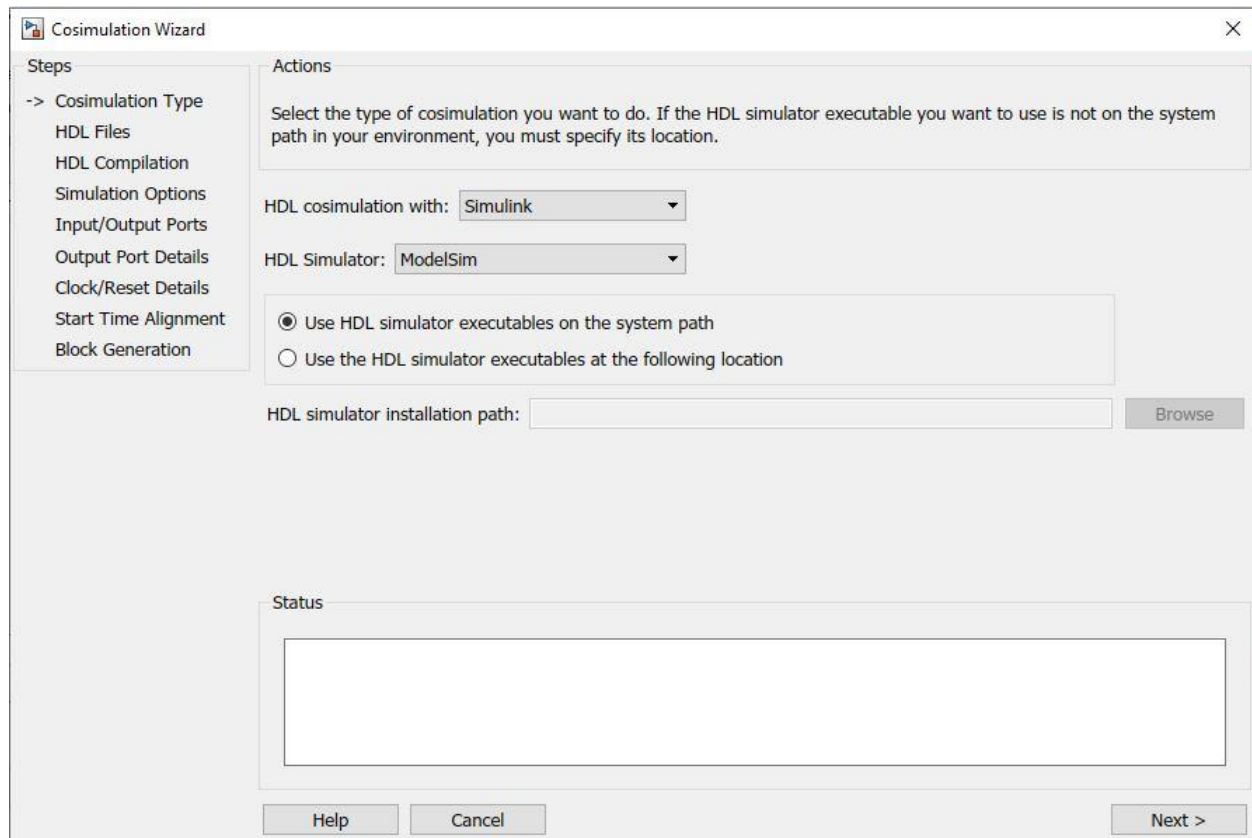 Cosimulation Wizard
Steps
-> Cosimulation Type
HDL Files
HDL Compilation
Simulation Options
Input/Output Ports
Output Port Details
Clock/Reset Details
Start Time Alignment
Block Generation
Actions
Select the type of cosimulation you want to do. If the HDL simulator executable you want to use is not on the system
path in your environment, you must specify its location.
HDL cosimulation with: Simulink
HDL Simulator: ModelSim
Use HDL simulator executables on the system path
Use the HDL simulator executables at the following location
HDL simulator installation path: Browse
Status
Help Cancel Next >